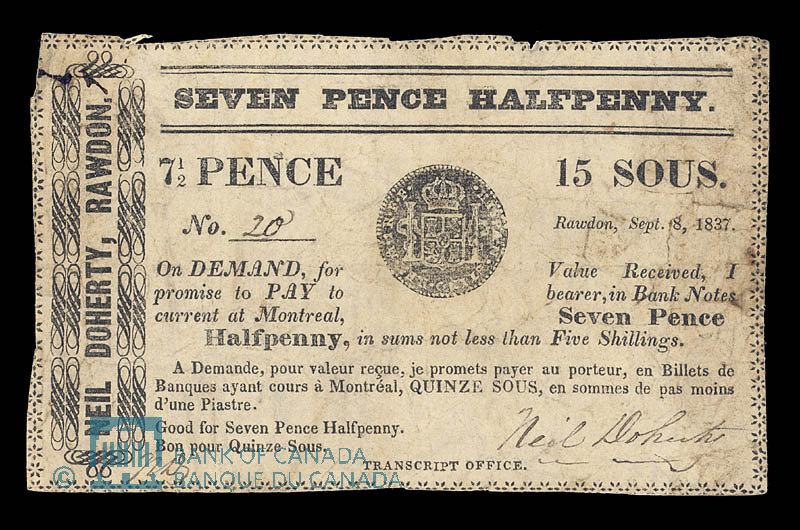 NEIL DOHERTY, RAWDON.
SEVEN PENCE HALFPENNY.
7½ PENCE 15 SOUS.
No. 20 Rawdon, Sept. 8, 1837.
On DEMAND, for Value Received, I
promise to PAY to bearer, in Bank Notes
current at Montreal, Seven Pence
Halfpenny, in sums not less than Five Shillings.
A Demande, pour valeur reçue, je promets payer au porteur, en Billets de
Banques ayant cours à Montréal, QUINZE SOUS, en sommes de pas moins
d'une Piastre.
Good for Seven Pence Halfpenny.
Bon pour Quinze Sous.
Neil Doherty
TRANSCRIPT OFFICE.
© BANK OF CANADA
BANQUE DU CANADA